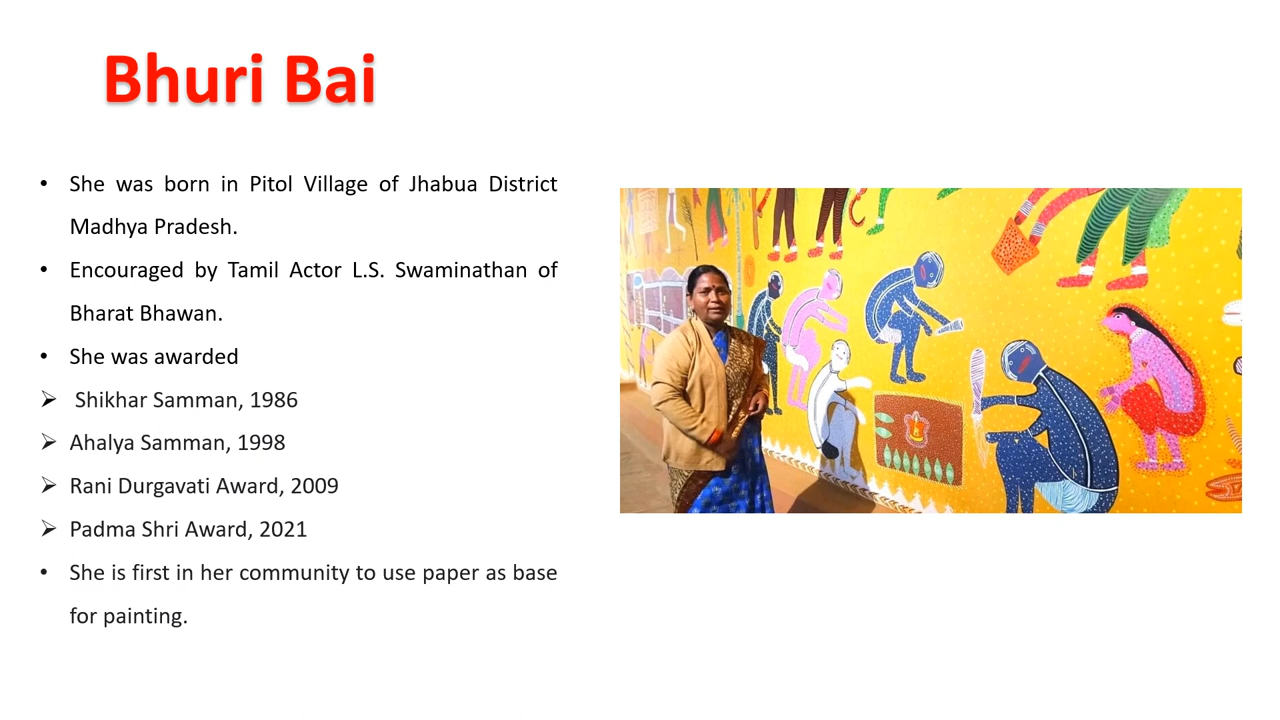 Bhuri Bai
• She was born in Pitol Village of Jhabua District
Madhya Pradesh.
• Encouraged by Tamil Actor L.S. Swaminathan of
Bharat Bhawan.
• She was awarded
➢ Shikhar Samman, 1986
➢ Ahalya Samman, 1998
➢ Rani Durgavati Award, 2009
➢ Padma Shri Award, 2021
• She is first in her community to use paper as base
for painting.